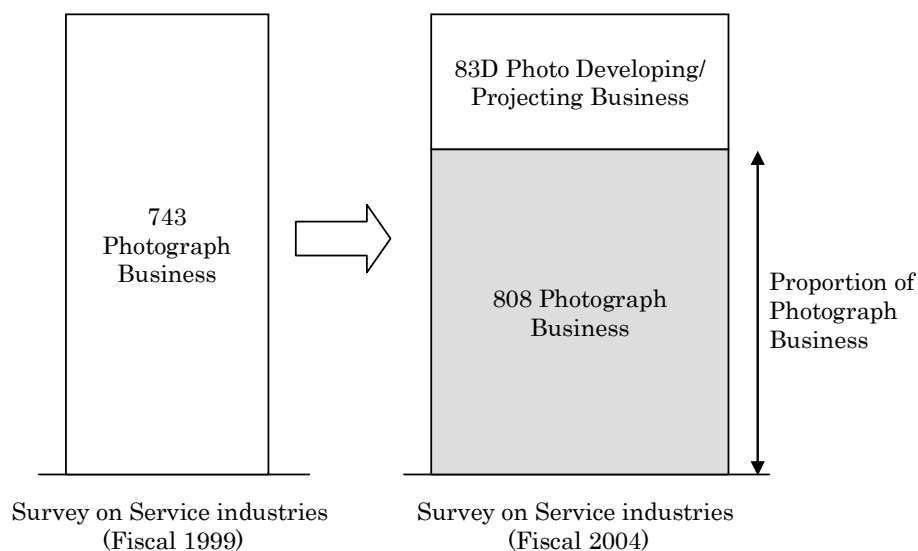 743
Photograph
Business
83D Photo Developing/
Projecting Business
808 Photograph
Business
Proportion of
Photograph
Business
Survey on Service industries
(Fiscal 1999)
Survey on Service industries
(Fiscal 2004)